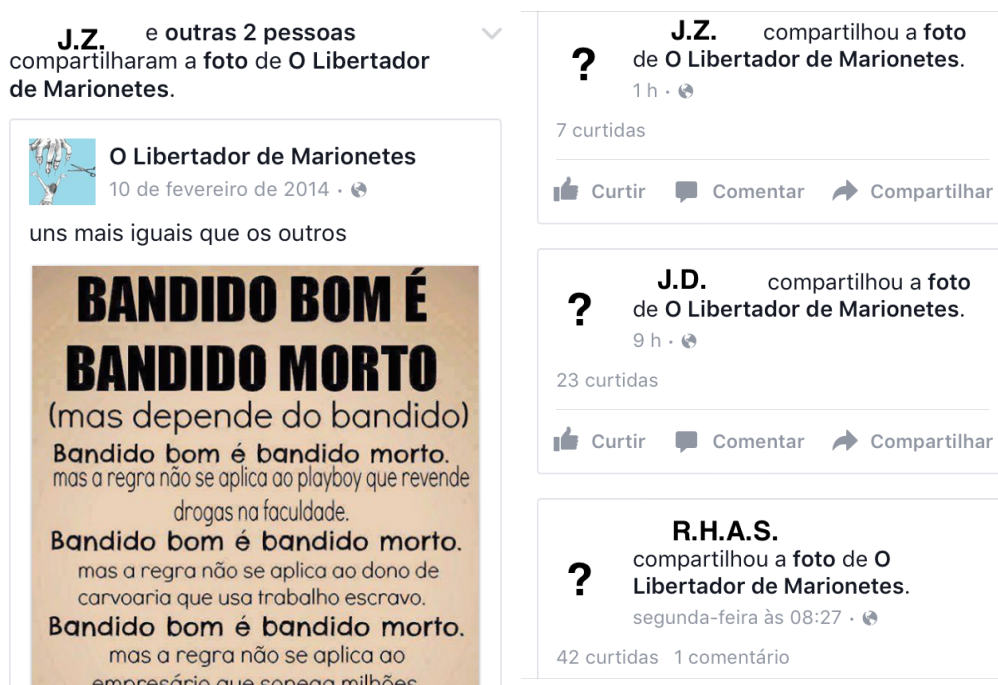 J.Z. e outras 2 pessoas
compartilharam a foto de O Libertador
de Marionetes.
O Libertador de Marionetes
10 de fevereiro de 2014 ·
uns mais iguais que os outros
BANDIDO BOM É
BANDIDO MORTO
(mas depende do bandido)
Bandido bom é bandido morto.
mas a regra não se aplica ao playboy que revende
drogas na faculdade.
Bandido bom é bandido morto.
mas a regra não se aplica ao dono de
carvoaria que usa trabalho escravo.
Bandido bom é bandido morto.
mas a regra não se aplica ao
empresário que sonega milhões
?
J.Z. compartilhou a foto
de O Libertador de Marionetes.
1 h ·
7 curtidas
Curtir Comentar Compartilhar
?
J.D. compartilhou a foto
de O Libertador de Marionetes.
9 h ·
23 curtidas
Curtir Comentar Compartilhar
?
R.H.A.S.
compartilhou a foto de O
Libertador de Marionetes.
segunda-feira às 08:27 ·
42 curtidas 1 comentário